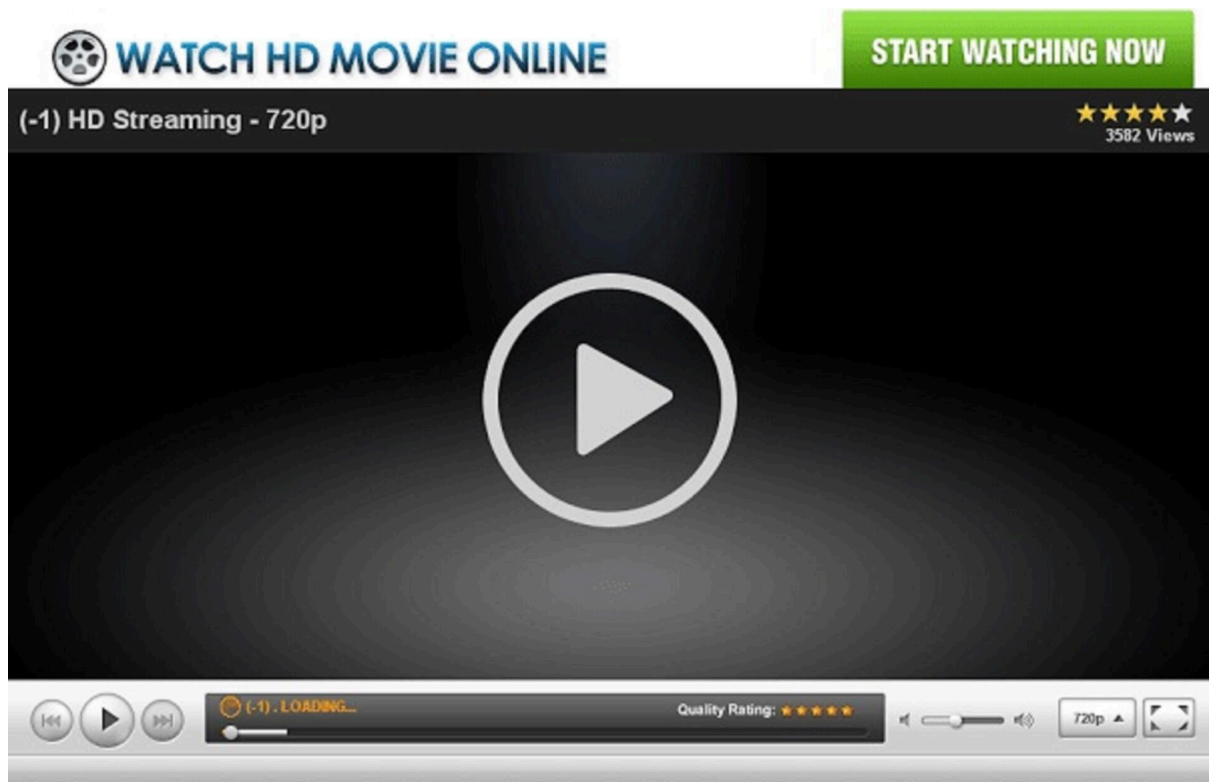 WATCH HD MOVIE ONLINE
START WATCHING NOW
(-1) HD Streaming - 720p
3582 Views
(-1) . LOADING...
Quality Rating:
720p